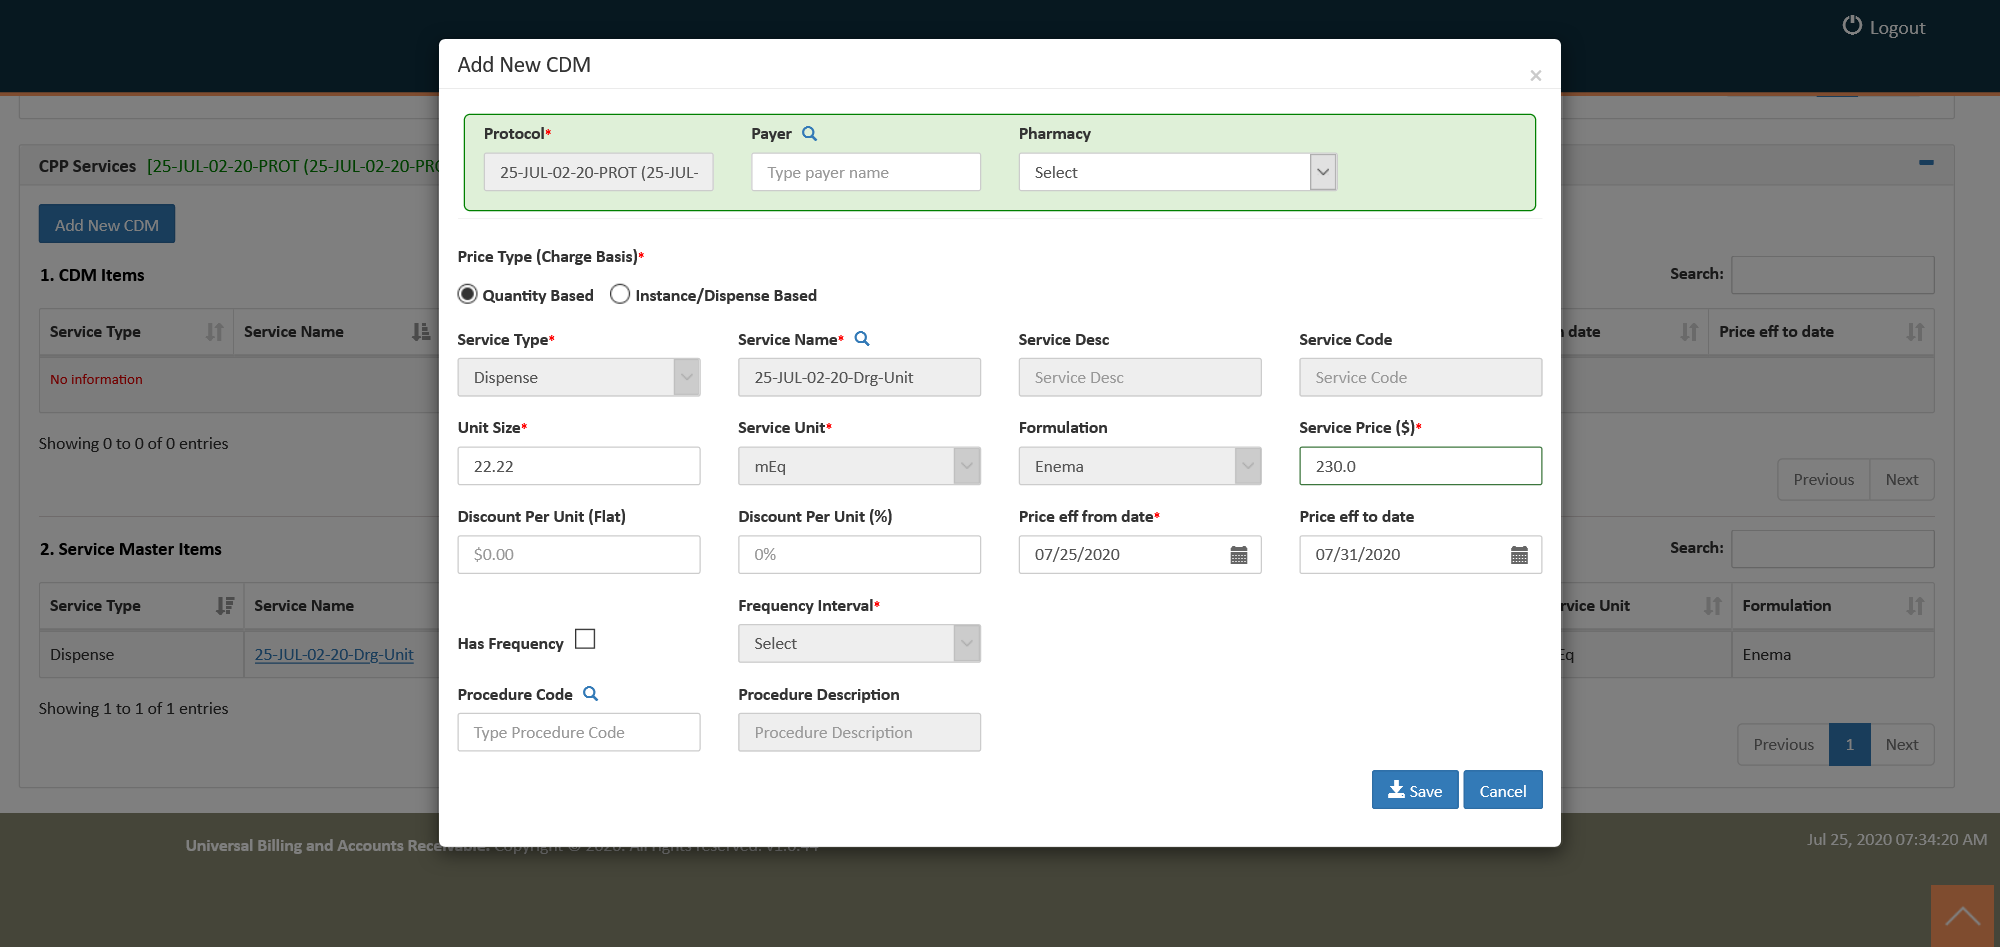 Logout
Add New CDM
×
Protocol*
Payer
Pharmacy
25-JUL-02-20-PROT (25-JUL-
Type payer name
Select
CPP Services [25-JUL-02-20-PROT (25-JUL-02-20-PRO
Add New CDM
Price Type (Charge Basis)*
Quantity Based
Instance/Dispense Based
1. CDM Items
Search:
Service Type
Service Name
date
Price eff to date
No information
Showing 0 to 0 of 0 entries
Previous
Next
Service Type*
Service Name*
Service Desc
Service Code
Dispense
25-JUL-02-20-Drg-Unit
Service Desc
Service Code
Unit Size*
Service Unit*
Formulation
Service Price ($)*
22.22
mEq
Enema
230.0
Discount Per Unit (Flat)
Discount Per Unit (%)
Price eff from date*
Price eff to date
$0.00
0%
07/25/2020
07/31/2020
Has Frequency
Frequency Interval*
Select
Procedure Code
Procedure Description
Type Procedure Code
Procedure Description
Save
Cancel
2. Service Master Items
Search:
Service Type
Service Name
rvice Unit
Formulation
Dispense
25-JUL-02-20-Drg-Unit
Eq
Enema
Showing 1 to 1 of 1 entries
Previous
1
Next
Universal Billing and Accounts Receivable. Copyright © 2020. All rights reserved. v1.0.44
Jul 25, 2020 07:34:20 AM